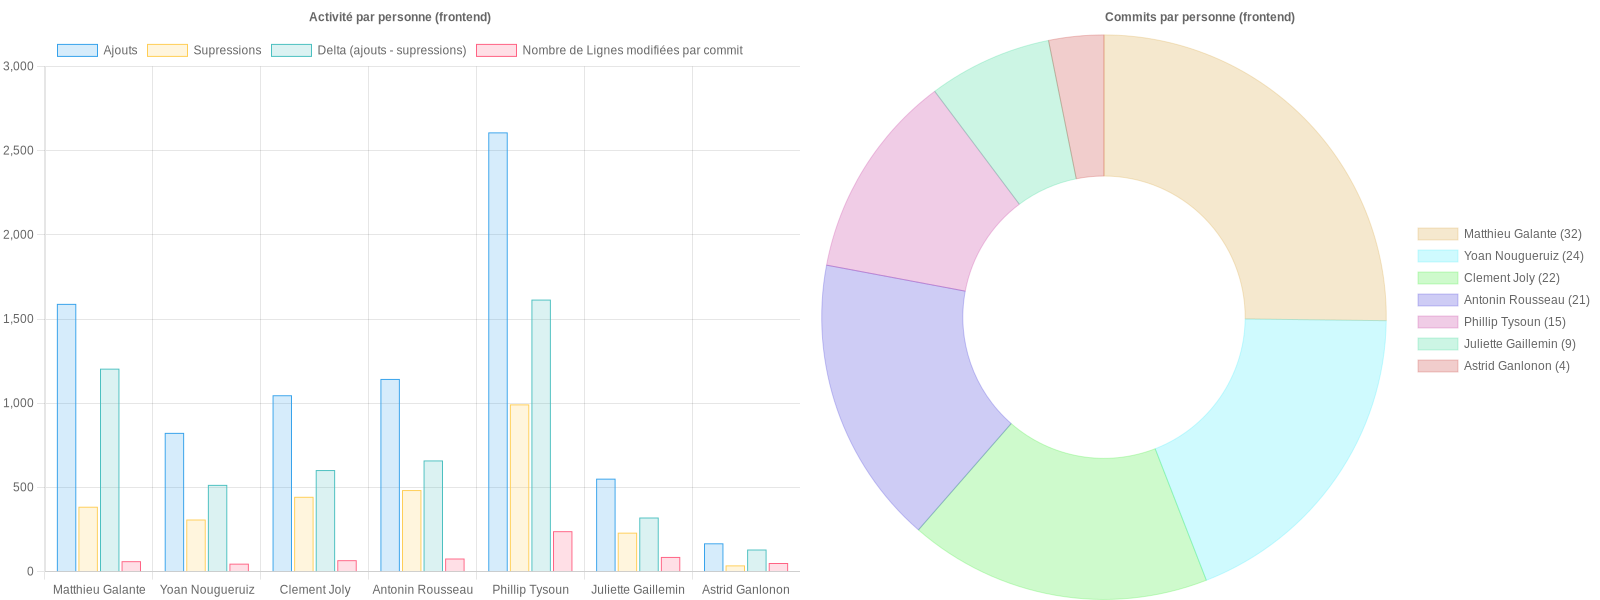 Activité par personne (frontend)
Ajouts
Supressions
Delta (ajouts - supressions)
Nombre de Lignes modifiées par commit
3,000
2,500
2,000
1,500
1,000
500
0
Matthieu Galante
Yoan Nougueruiz
Clement Joly
Antonin Rousseau
Phillip Tysoun
Juliette Gaillemin
Astrid Ganlonon
Commits par personne (frontend)
Matthieu Galante (32)
Yoan Nougueruiz (24)
Clement Joly (22)
Antonin Rousseau (21)
Phillip Tysoun (15)
Juliette Gaillemin (9)
Astrid Ganlonon (4)